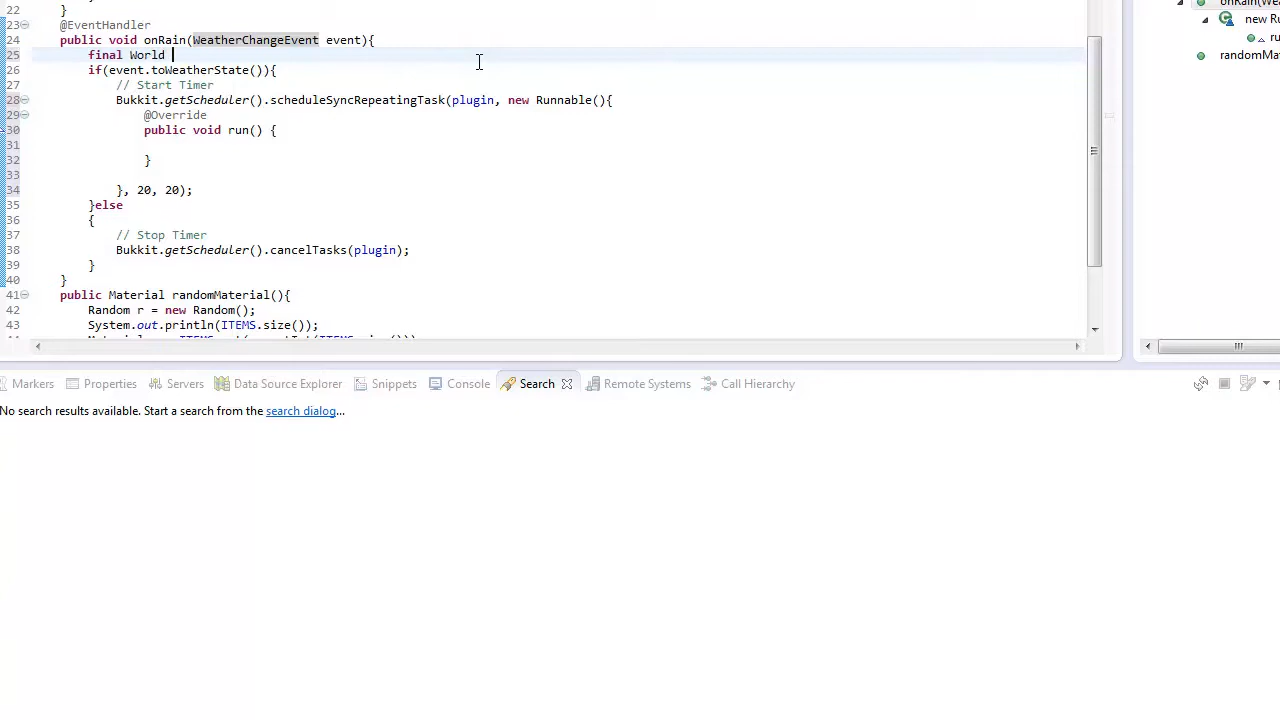 22 }
23 @EventHandler
24 public void onRain(WeatherChangeEvent event){
25 final World
26 if(event.toWeatherState()){
27 // Start Timer
28 Bukkit.getScheduler().scheduleSyncRepeatingTask(plugin, new Runnable(){
29 @Override
30 public void run() {
31
32 }
33
34 }, 20, 20);
35 }else
36 {
37 // Stop Timer
38 Bukkit.getScheduler().cancelTasks(plugin);
39 }
40 }
41 public Material randomMaterial(){
42 Random r = new Random();
43 System.out.println(ITEMS.size());
new Ru
ru
randomMa
Markers Properties Servers Data Source Explorer Snippets Console Search Remote Systems Call Hierarchy
No search results available. Start a search from the search dialog...